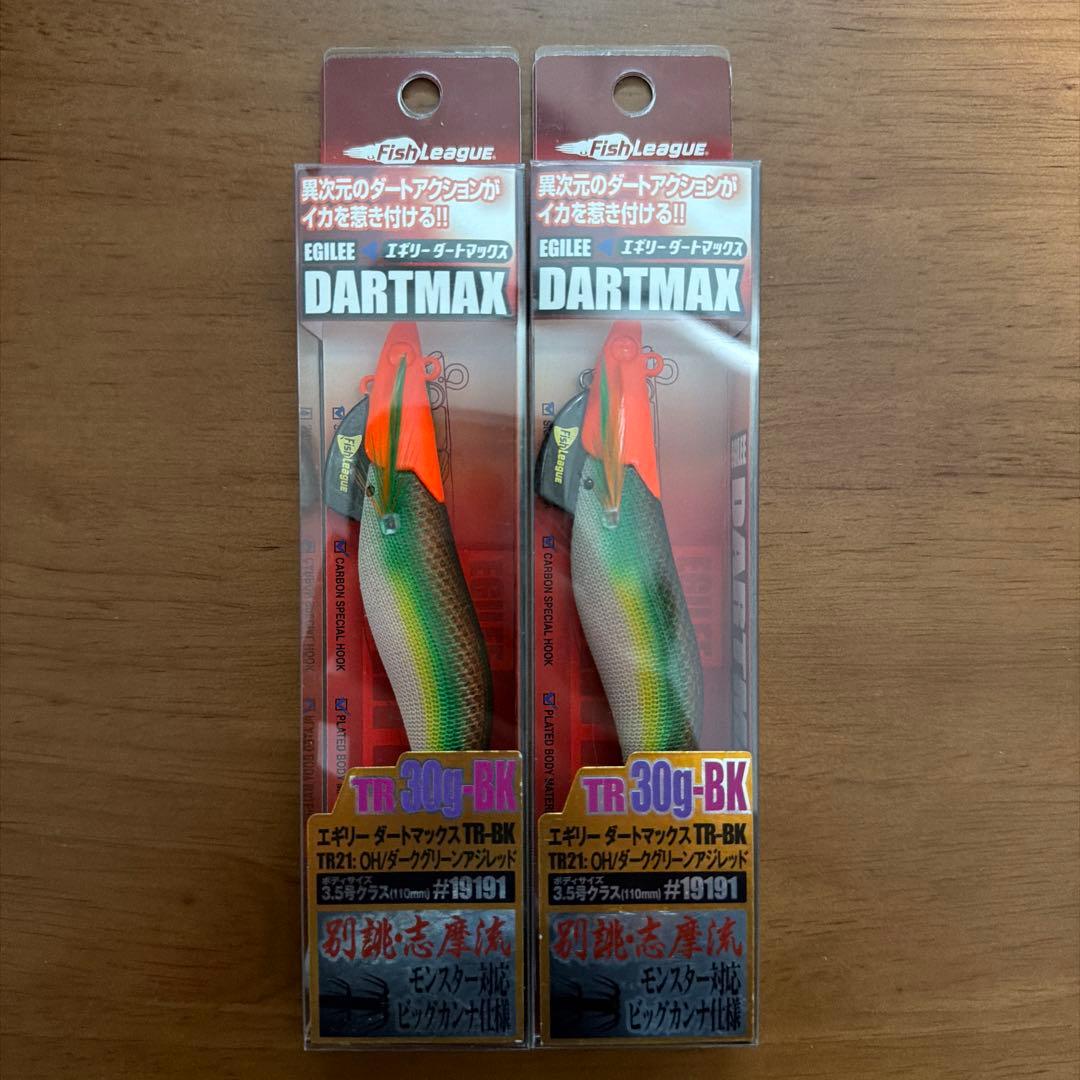 FishLeague
異次元のダートアクションが
イカを惹き付ける!!
EGILEE エギリーダートマックス
DARTMAX
FishLeague
CARBON SPECIAL HOOK
PLATED BODY MATER
TR 30g-BK
エギリー ダートマックス TR-BK
TR21: OH/ダークグリーンアジレッド
ボディサイズ
3.5号クラス(110mm) #19191
別誂・志摩流
モンスター対応
ビッグカンナ仕様
FishLeague
異次元のダートアクションが
イカを惹き付ける!!
EGILEE エギリーダートマックス
DARTMAX
FishLeague
CARBON SPECIAL HOOK
PLATED BODY MATER
EGILEE
TR 30g-BK
エギリー ダートマックス TR-BK
TR21: OH/ダークグリーンアジレッド
ボディサイズ
3.5号クラス(110mm) #19191
別誂・志摩流
モンスター対応
ビッグカンナ仕様